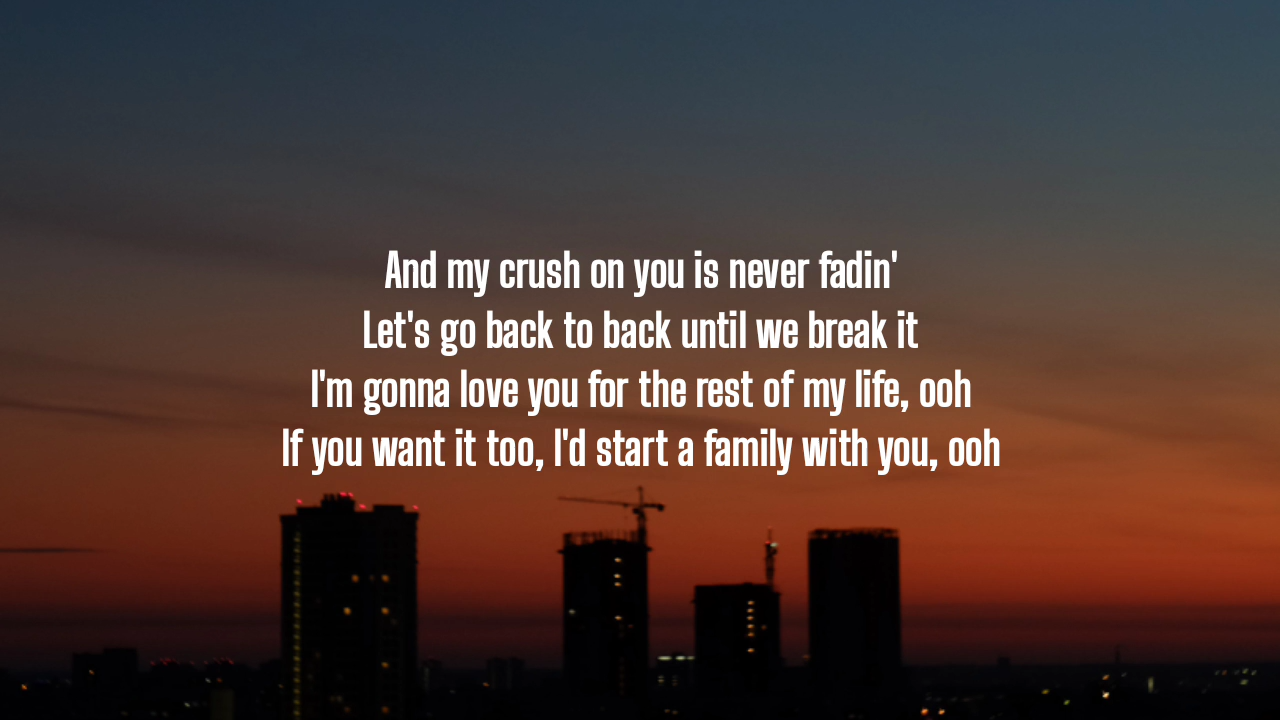 And my crush on you is never fadin'
Let's go back to back until we break it
I'm gonna love you for the rest of my life, ooh
If you want it too, I'd start a family with you, ooh